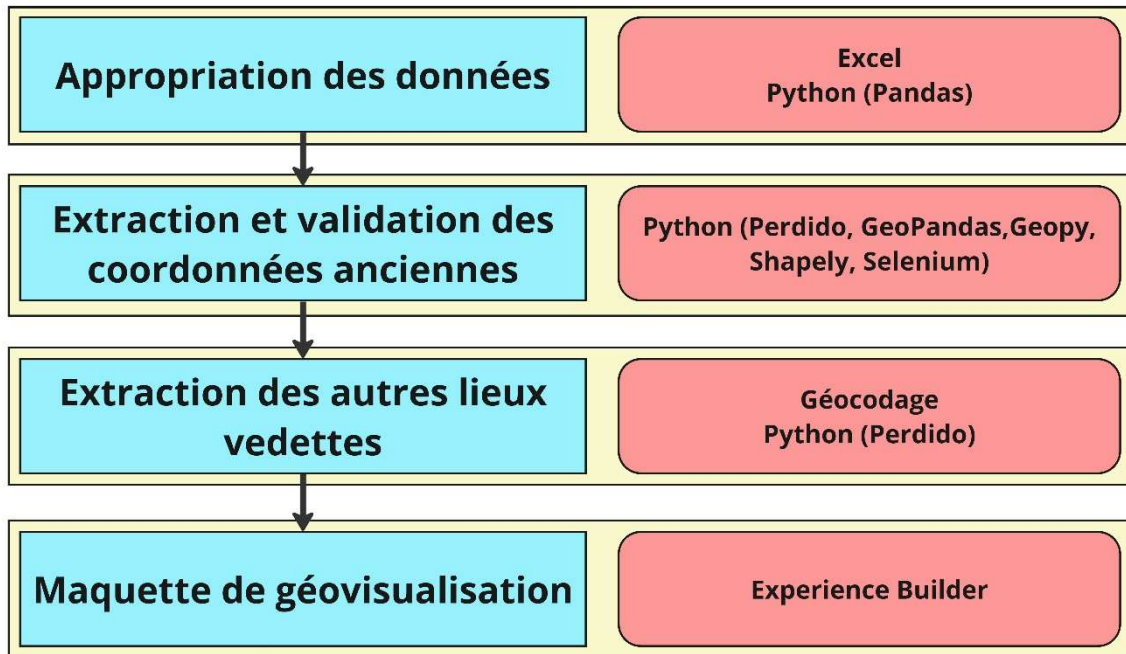 Appropriation des données
Excel
Python (Pandas)
Extraction et validation des
coordonnées anciennes
Python (Perdido, GeoPandas,Geopy,
Shapely, Selenium)
Extraction des autres lieux
vedettes
Géocodage
Python (Perdido)
Maquette de géovisualisation
Experience Builder